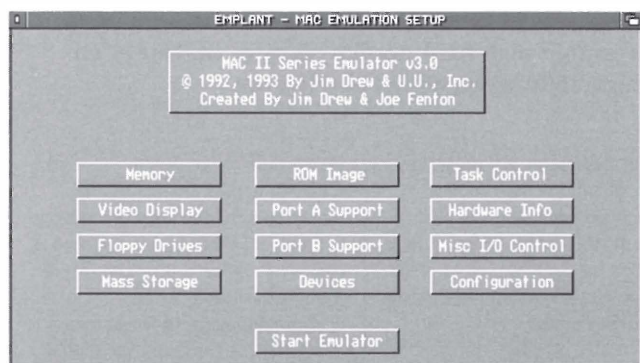 EMPLANT - MAC EMULATION SETUP
MAC II Series Emulator v3.0
© 1992, 1993 By Jim Drew & U.U., Inc.
Created By Jim Drew & Joe Fenton
Memory
ROM Image
Task Control
Video Display
Port A Support
Hardware Info
Floppy Drives
Port B Support
Misc I/O Control
Mass Storage
Devices
Configuration
Start Emulator